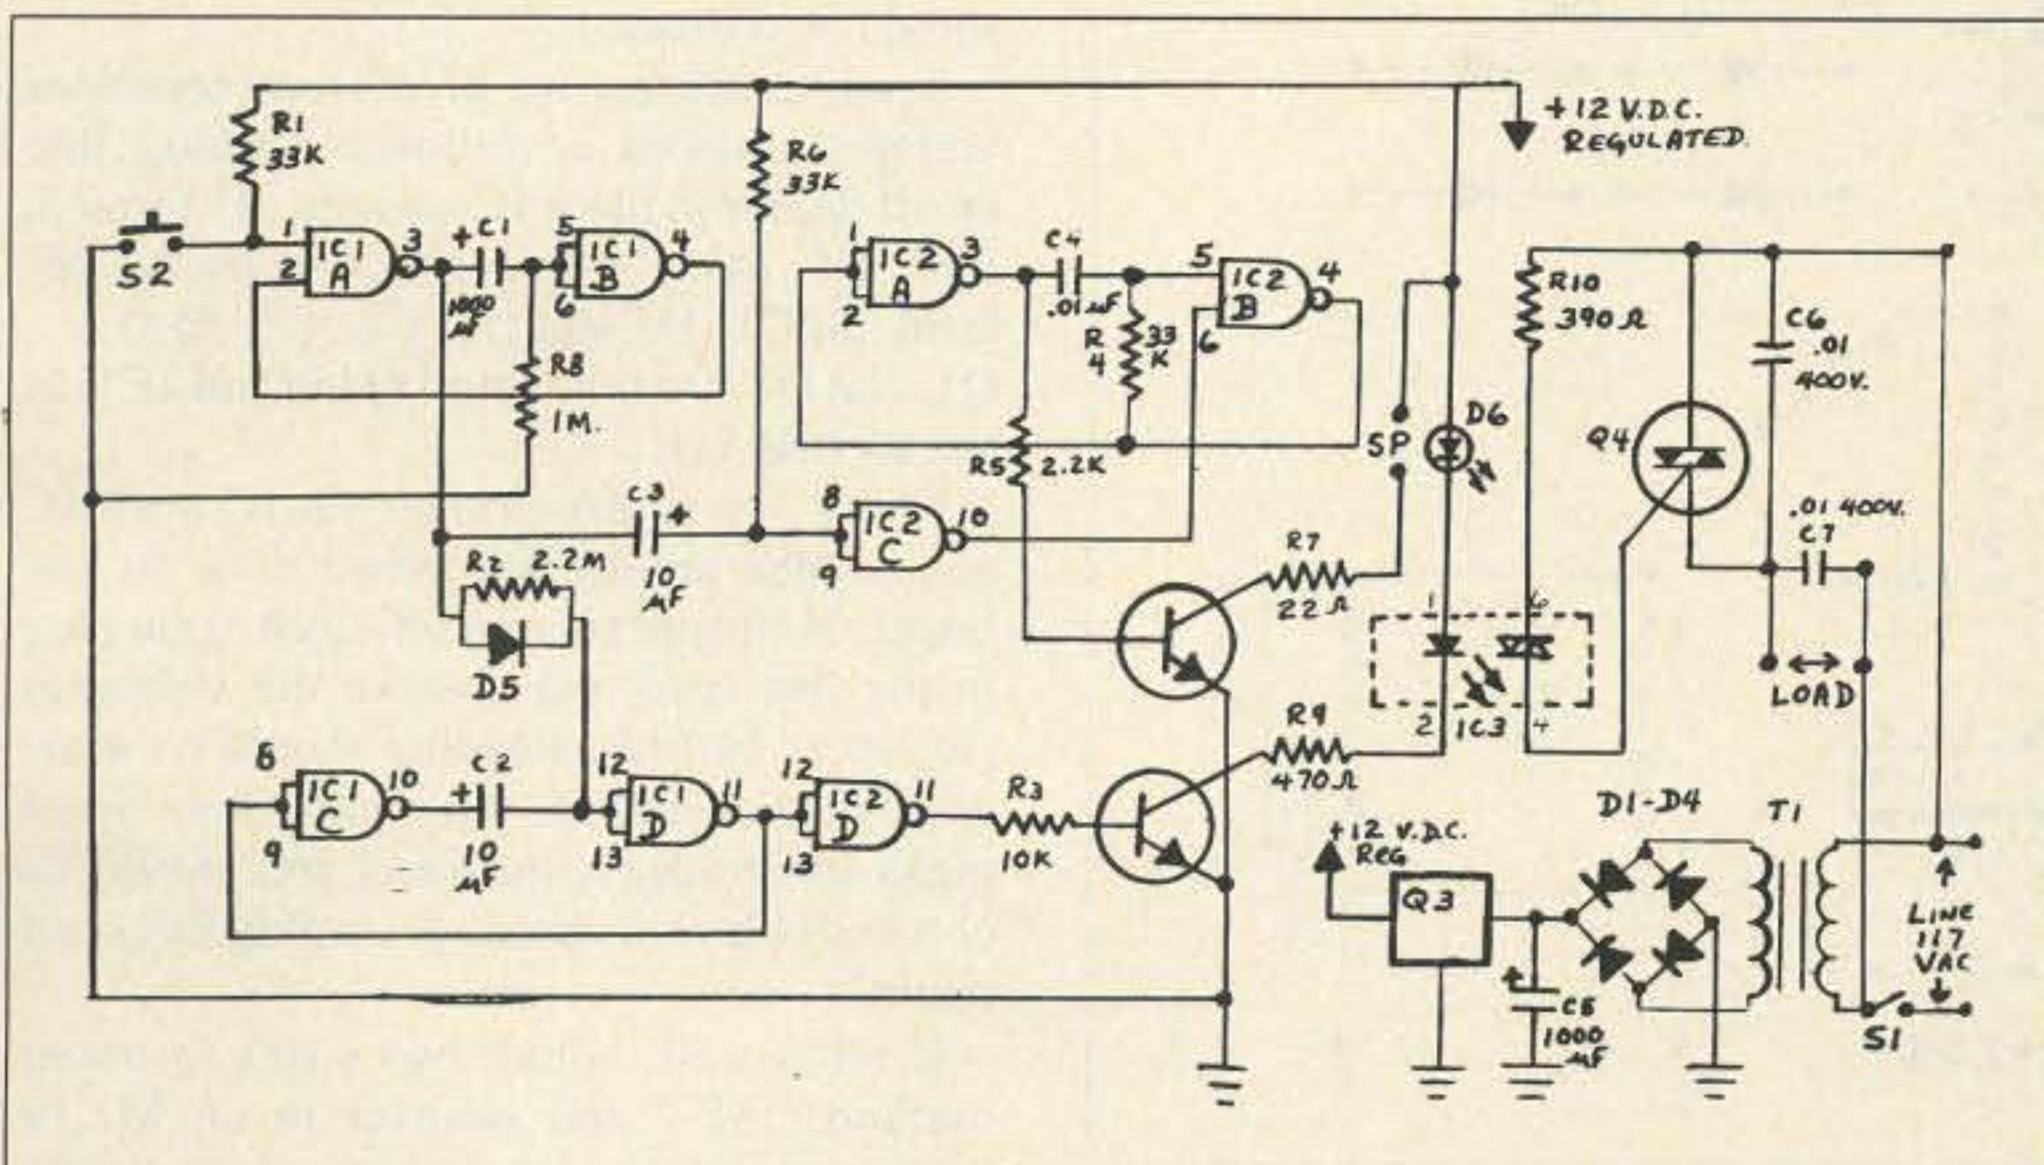 R1
33K
S2
1
2
IC1
A
3
+
C1
1000
µF
5
6
IC1
B
4
R8
1M.
R6
33K
1
2
IC2
A
3
C4
.01 µF
R
4
33
K
5
6
IC2
B
4
+12 V.D.C.
REGULATED.
R5
2.2K
C3
+
10
µF
8
9
IC2
C
10
R2
2.2M
D5
SP
D6
R7
22Ω
R9
470Ω
1
2
IC3
6
4
R10
390Ω
Q4
C6
.01
400V.
.01 400V.
C7
LOAD
8
9
IC1
C
10
+
C2
10
µF
12
13
IC1
D
11
12
13
IC2
D
11
R3
10K
+12 V.D.C.
REG
Q3
+
C5
1000
µF
D1-D4
T1
LINE
117
VAC
S1